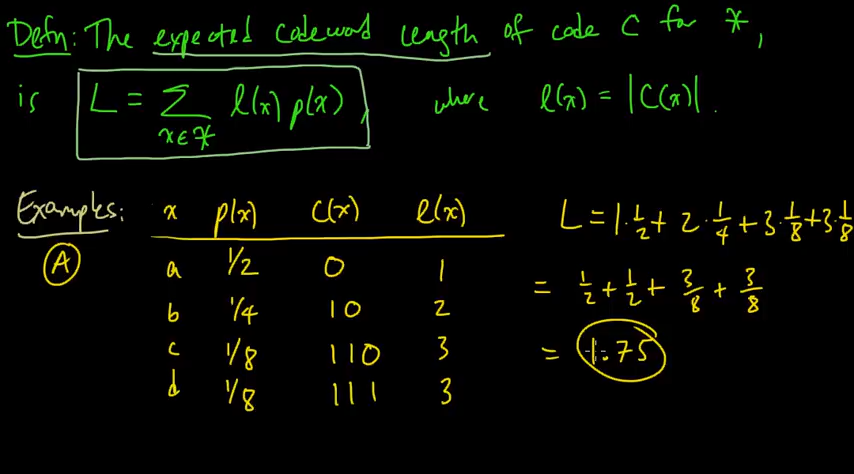 Defn: The expected codeword length of code C for 𝒳,
is L = ∑ l(x) p(x), where l(x) = |C(x)|.
x∈𝒳
Examples: x p(x) C(x) l(x) L = 1·1/2 + 2·1/4 + 3·1/8 + 3·1/8
A a 1/2 0 1 = 1/2 + 1/2 + 3/8 + 3/8
b 1/4 10 2
c 1/8 110 3 = 1.75
d 1/8 111 3